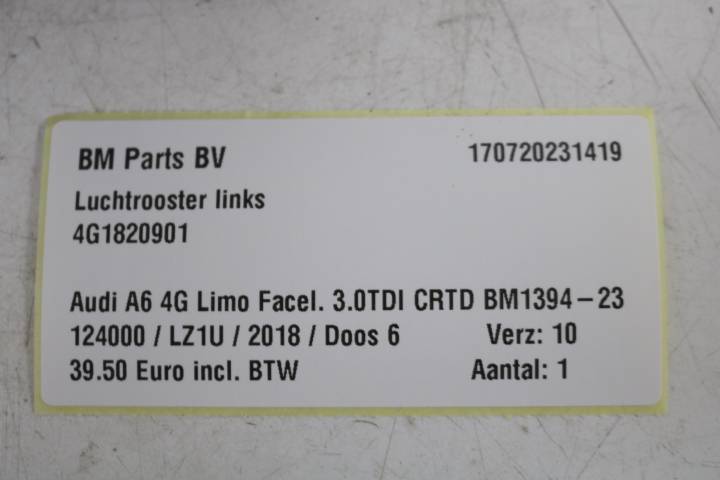 BM Parts BV 170720231419
Luchtrooster links
4G1820901
Audi A6 4G Limo Facel. 3.0TDI CRTD BM1394-23
124000 / LZ1U / 2018 / Doos 6 Verz: 10
39.50 Euro incl. BTW Aantal: 1